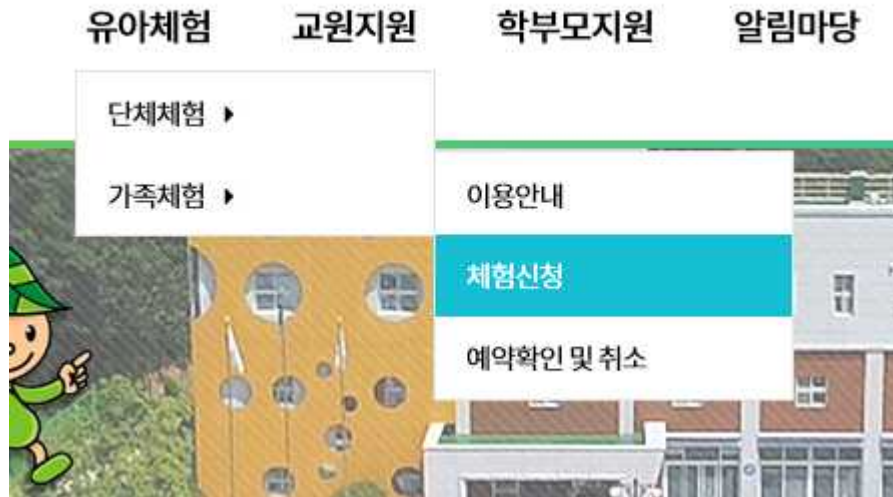 유아체험 교원지원 학부모지원 알림마당
단체체험
가족체험
이용안내
체험신청
예약확인 및 취소